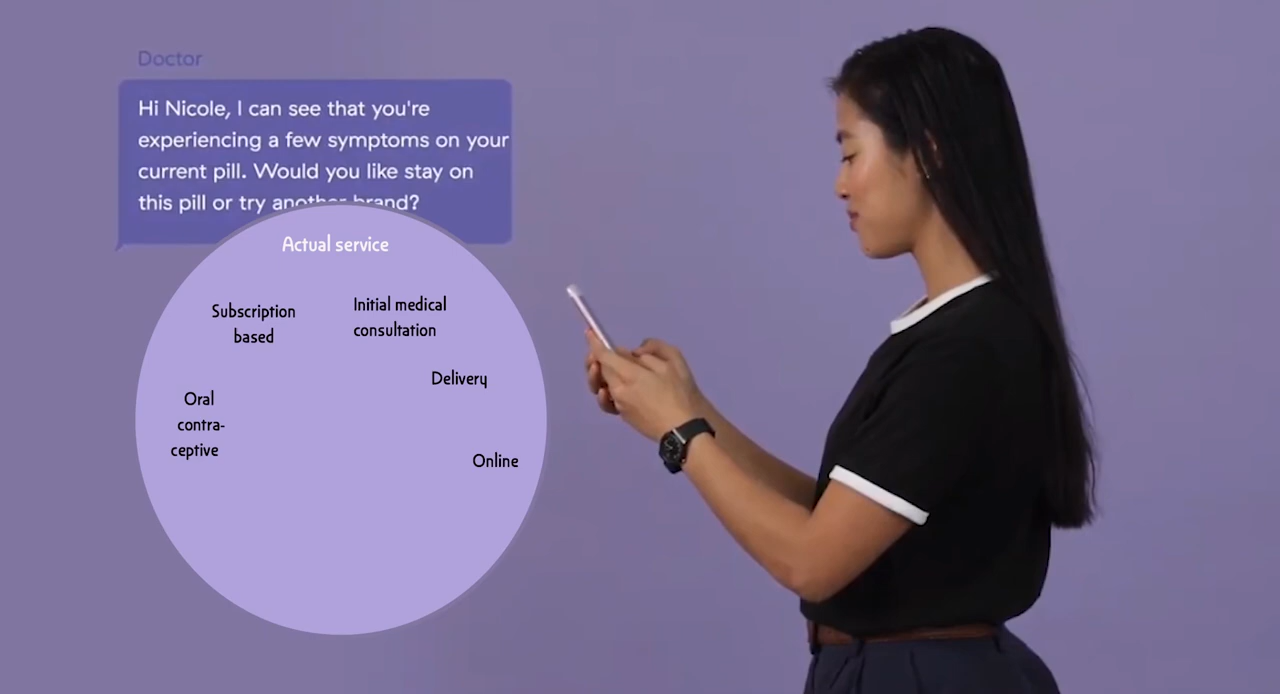 Doctor
Hi Nicole, I can see that you're
experiencing a few symptoms on your
current pill. Would you like stay on
this pill or try another brand?
Actual service
Subscription
based
Initial medical
consultation
Delivery
Oral
contra-
ceptive
Online